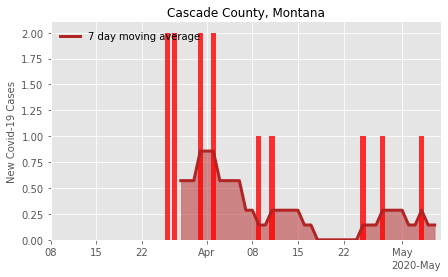 Cascade County, Montana
7 day moving average
New Covid-19 Cases
2.00
1.75
1.50
1.25
1.00
0.75
0.50
0.25
0.00
08 15 22 Apr 08 15 22 May
2020-May